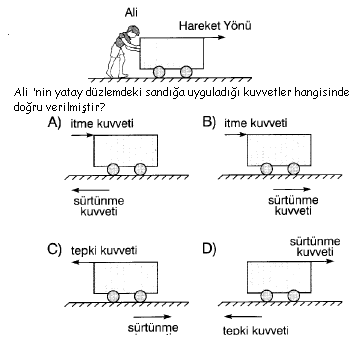 Ali
Hareket Yönü
Ali 'nin yatay düzlemdeki sandığa uyguladığı kuvvetler hangisinde
doğru verilmiştir?
A) itme kuvveti
sürtünme
kuvveti
B) itme kuvveti
sürtünme
kuvveti
C) tepki kuvveti
sürtünme
D) sürtünme
kuvveti
tepki kuvveti